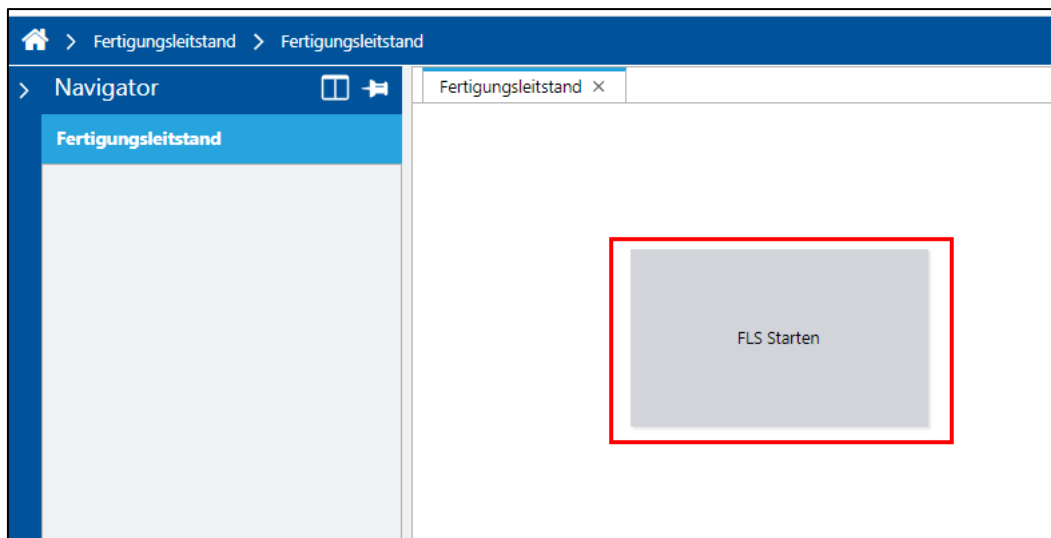 Fertigungsleitstand > Fertigungsleitstand
Navigator
Fertigungsleitstand ×
Fertigungsleitstand
FLS Starten